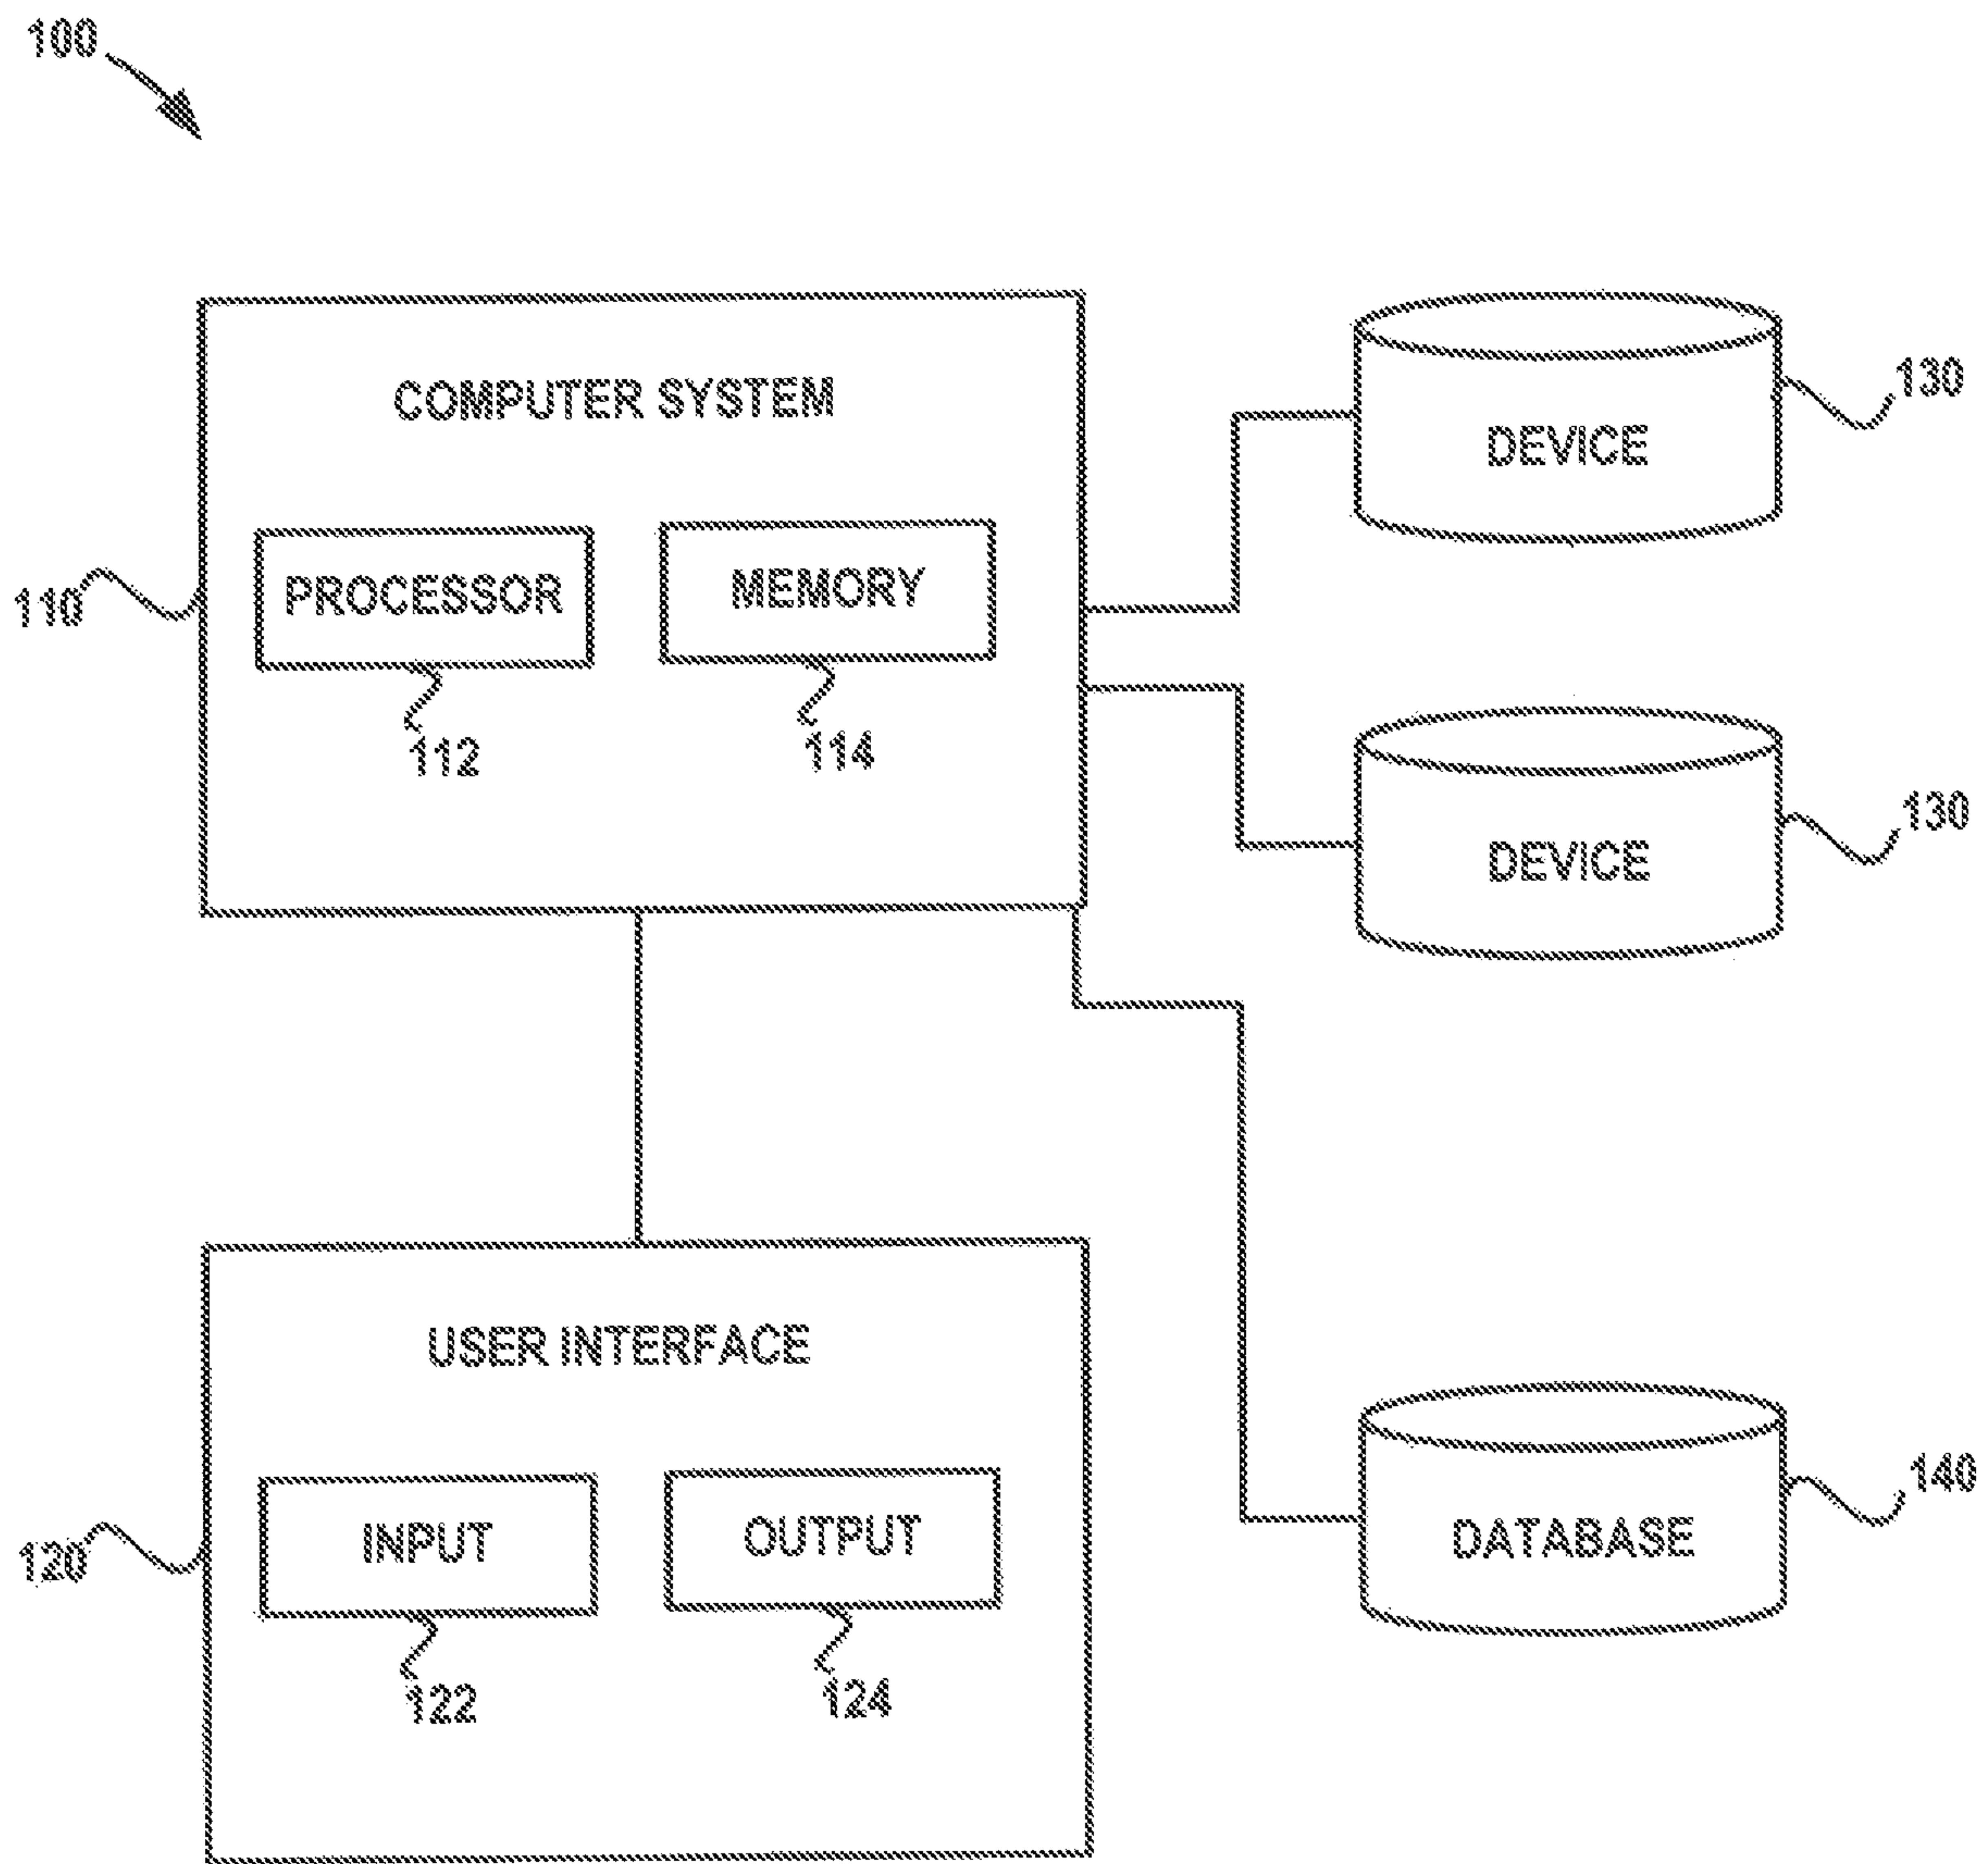 100
COMPUTER SYSTEM
130
DEVICE
PROCESSOR
MEMORY
110
112
114
130
DEVICE
USER INTERFACE
INPUT
OUTPUT
120
122
124
140
DATABASE